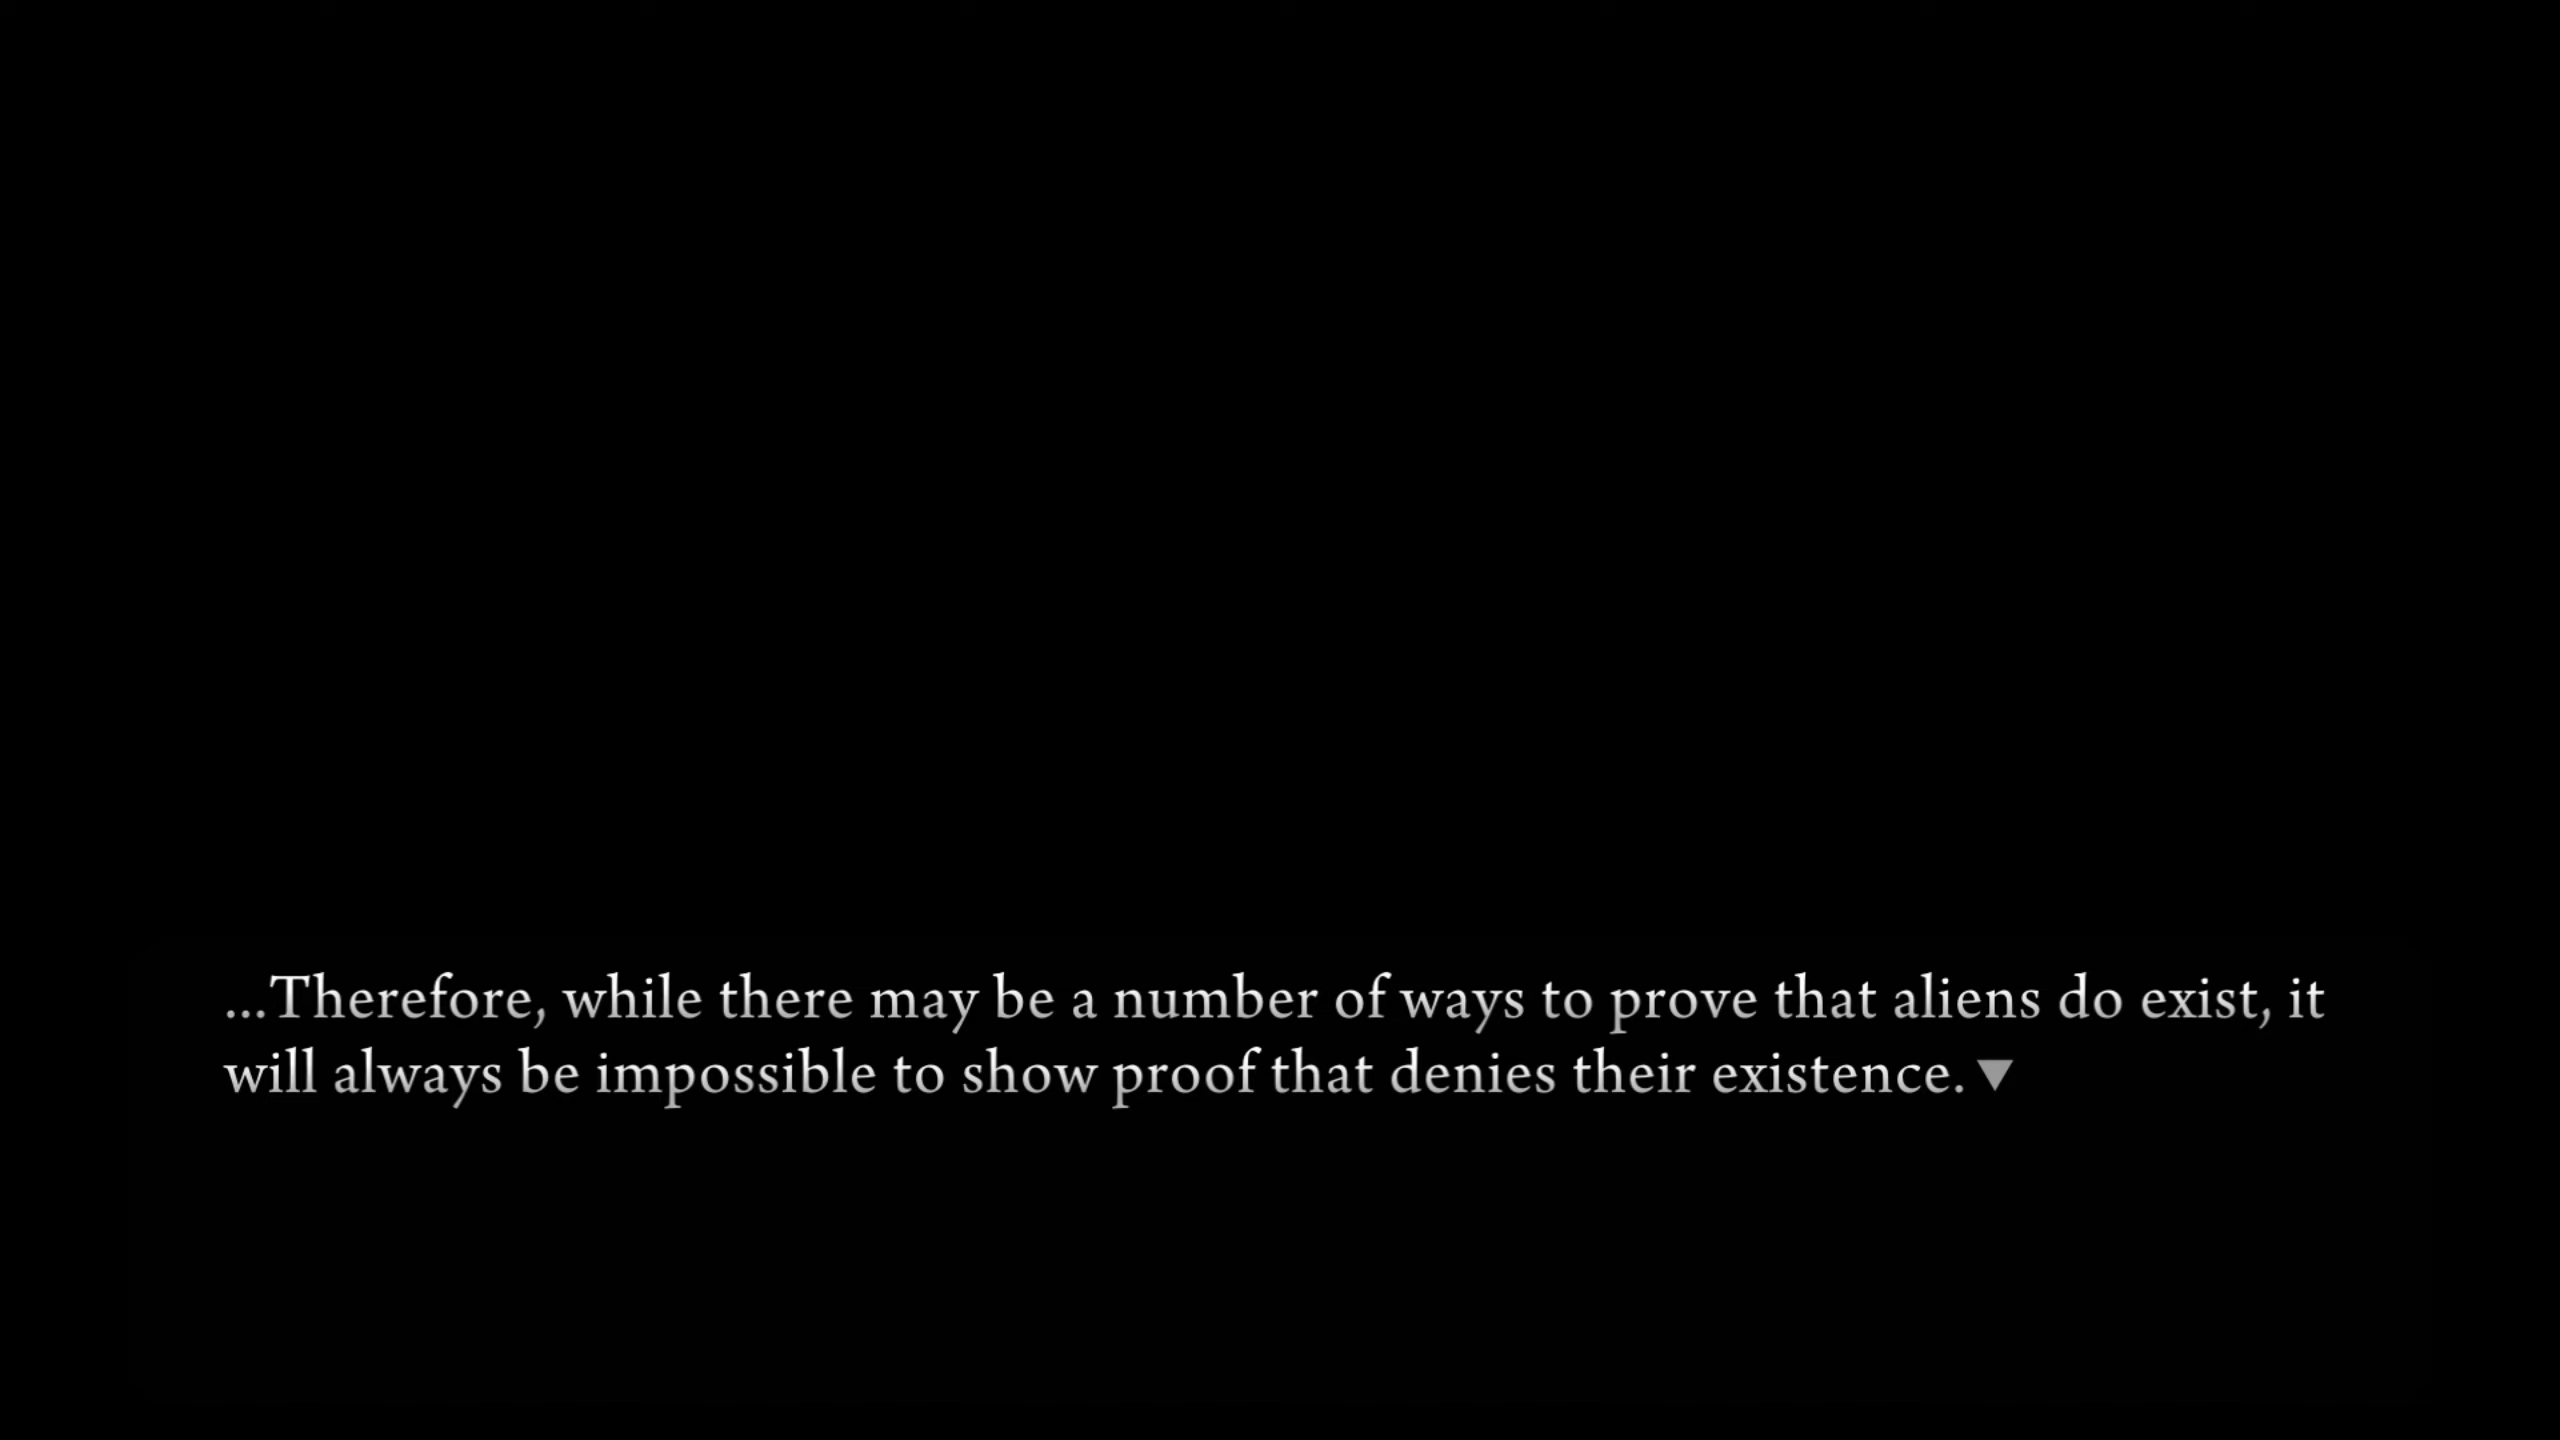 ...Therefore, while there may be a number of ways to prove that aliens do exist, it
will always be impossible to show proof that denies their existence.